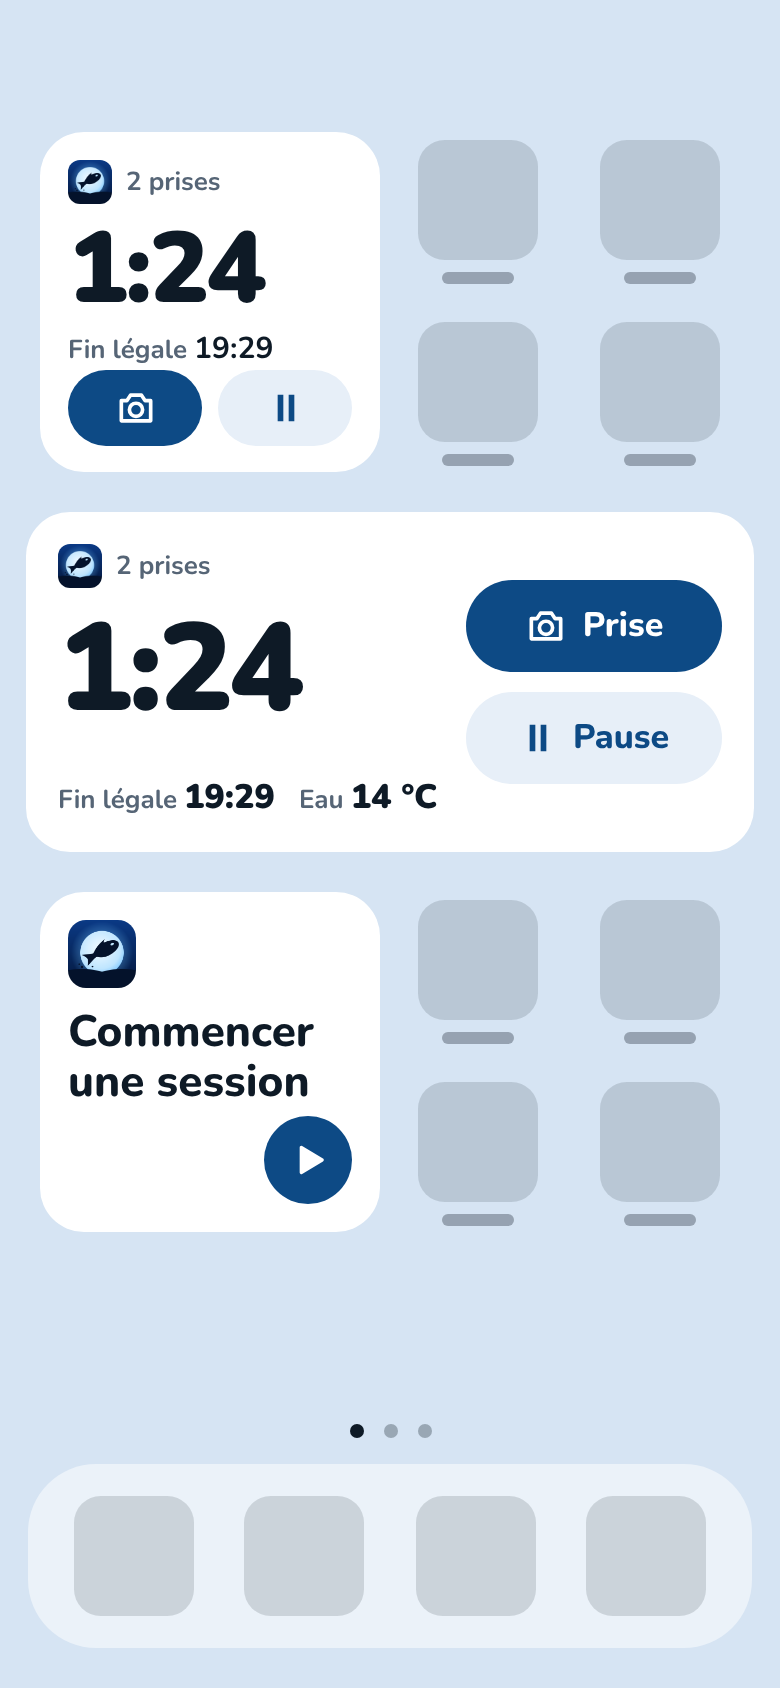 2 prises
1:24
Fin légale 19:29
2 prises
1:24
Fin légale 19:29 Eau 14 °C
Prise
Pause
Commencer
une session